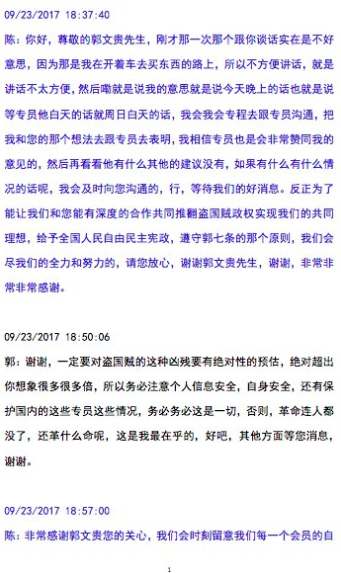 09/23/2017 18:37:40
陈：你好，尊敬的郭文贵先生，刚才那一次那个跟你谈话实在是不好
意思，因为那是我在开着车去买东西的路上，所以不方便讲话，就是
讲话不太方便，然后嘞就是说我的意思就是说今天晚上的话也就是说
等专员他白天的话就周日白天的话，我会我会专程去跟专员沟通，把
我和您的那个想法去跟专员去表明，我相信专员也是会非常赞同我的
意见的，然后再看看他有什么其他的建议没有，如果有什么有什么情
况的话呢，我会及时向您沟通的，行，等待我们的好消息。反正为了
能让我们和您能有深度的合作共同推翻盗国贼政权实现我们的共同
理想，给予全国人民自由民主宪政，遵守郭七条的那个原则，我们会
尽我们的全力和努力的，请您放心，谢谢郭文贵先生，谢谢，非常非
常非常感谢。
09/23/2017 18:50:06
郭：谢谢，一定要对盗国贼的这种凶残要有绝对性的预估，绝对超出
你想象很多很多倍，所以务必注意个人信息安全，自身安全，还有保
护国内的这些专员这些情况，务必务必这是一切，否则，革命连人都
没了，还革什么命呢，这是我最在乎的，好吧，其他方面等您消息，
谢谢。
09/23/2017 18:57:00
陈：非常感谢郭文贵您的关心，我们会时刻留意我们每一个会员的自
1